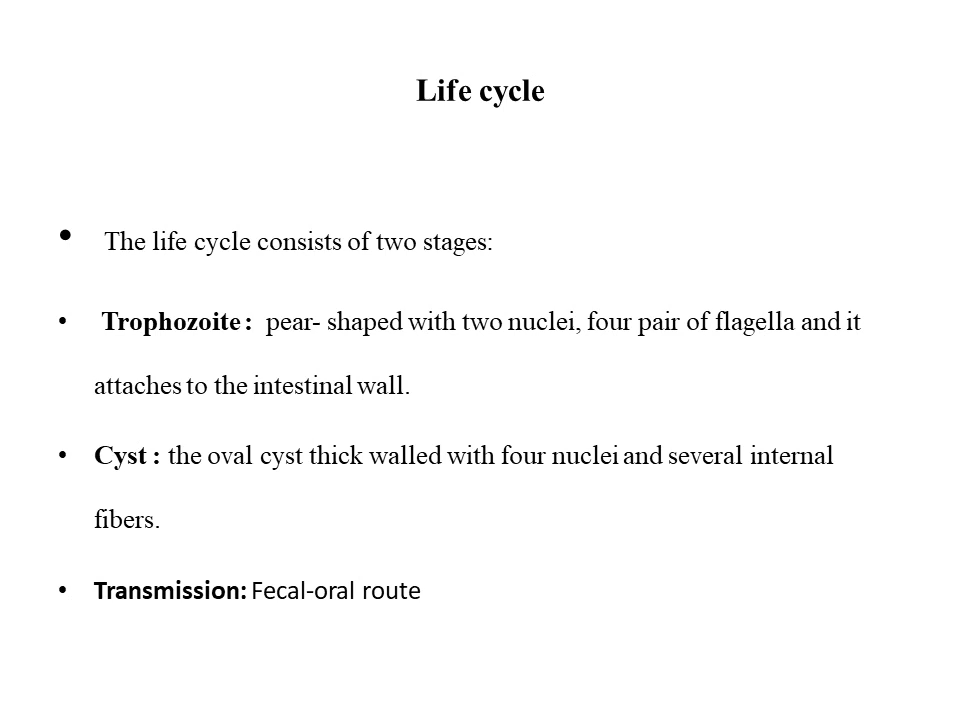 Life cycle
• The life cycle consists of two stages:
• Trophozoite : pear- shaped with two nuclei, four pair of flagella and it
attaches to the intestinal wall.
• Cyst : the oval cyst thick walled with four nuclei and several internal
fibers.
• Transmission: Fecal-oral route